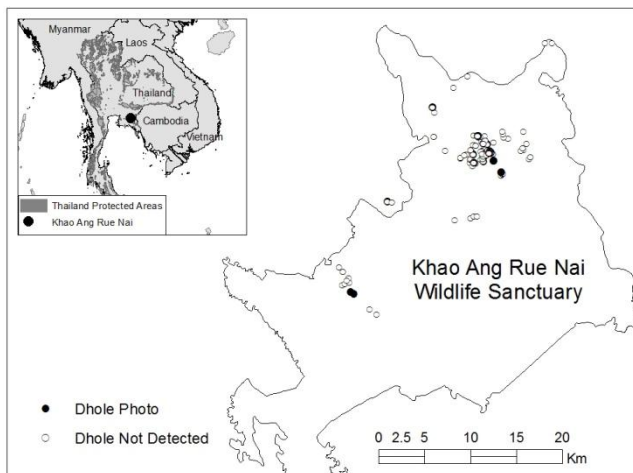 Myanmar
Laos
Thailand
Cambodia
Vietnam
Thailand Protected Areas
Khao Ang Rue Nai
Khao Ang Rue Nai
Wildlife Sanctuary
Dhole Photo
Dhole Not Detected
0 2.5 5 10 15 20
Km